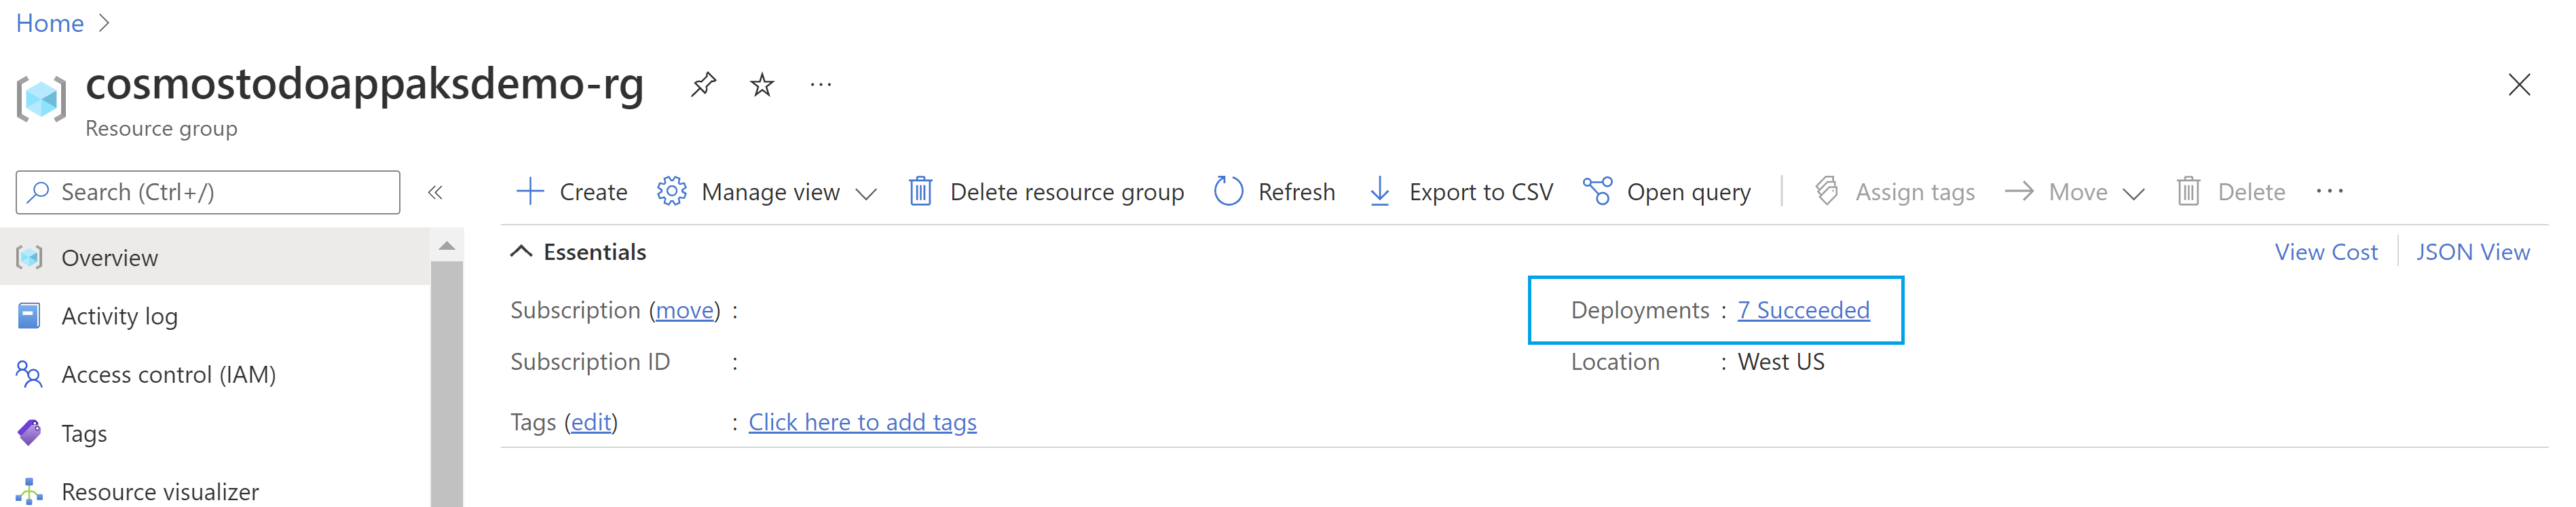 Home
cosmostodoappaksdemo-rg
Resource group
Search (Ctrl+/)
Create Manage view Delete resource group Refresh Export to CSV Open query Assign tags Move Delete
Overview
Activity log
Access control (IAM)
Tags
Resource visualizer
Essentials
View Cost JSON View
Subscription (move) :
Deployments : 7 Succeeded
Subscription ID :
Location : West US
Tags (edit) : Click here to add tags